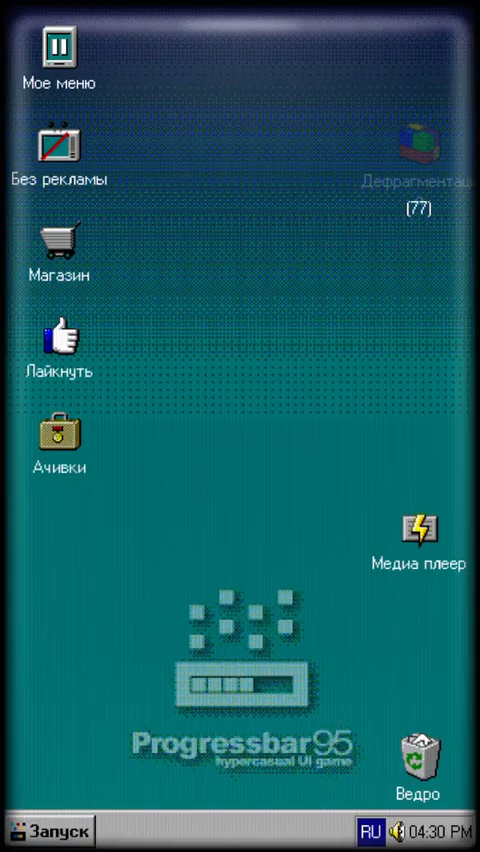 Мое меню
Без рекламы
Дефрагментац
(77)
Магазин
Лайкнуть
Ачивки
Медиа плеер
Progressbar95
hypercasual UI game
Ведро
Запуск
RU
04:30 PM